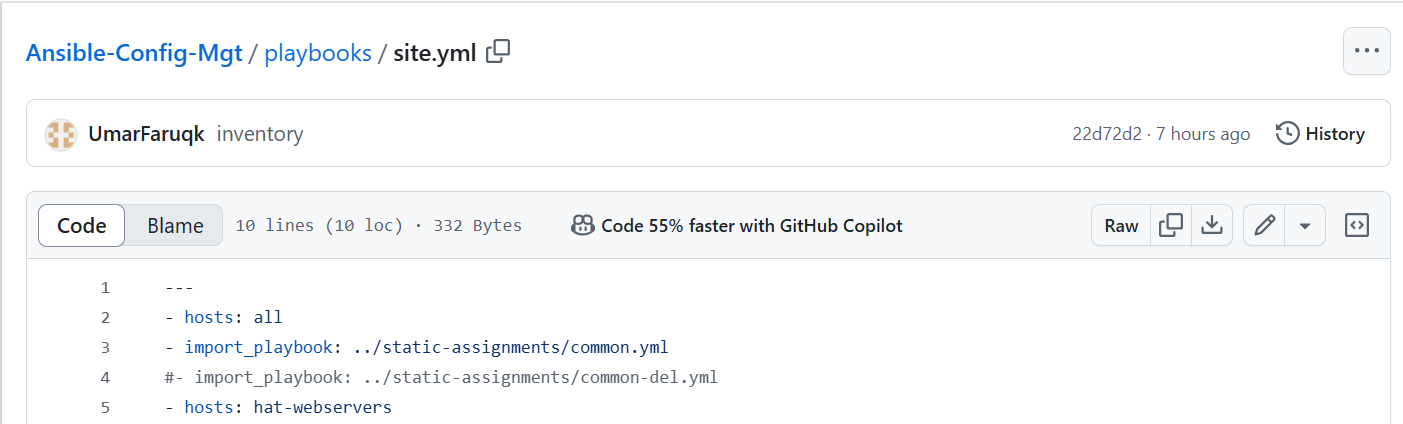 Ansible-Config-Mgt / playbooks / site.yml
UmarFaruqk inventory 22d72d2 · 7 hours ago History
Code Blame 10 lines (10 loc) · 332 Bytes Code 55% faster with GitHub Copilot Raw
1 ---
2 - hosts: all
3 - import_playbook: ../static-assignments/common.yml
4 #- import_playbook: ../static-assignments/common-del.yml
5 - hosts: hat-webservers